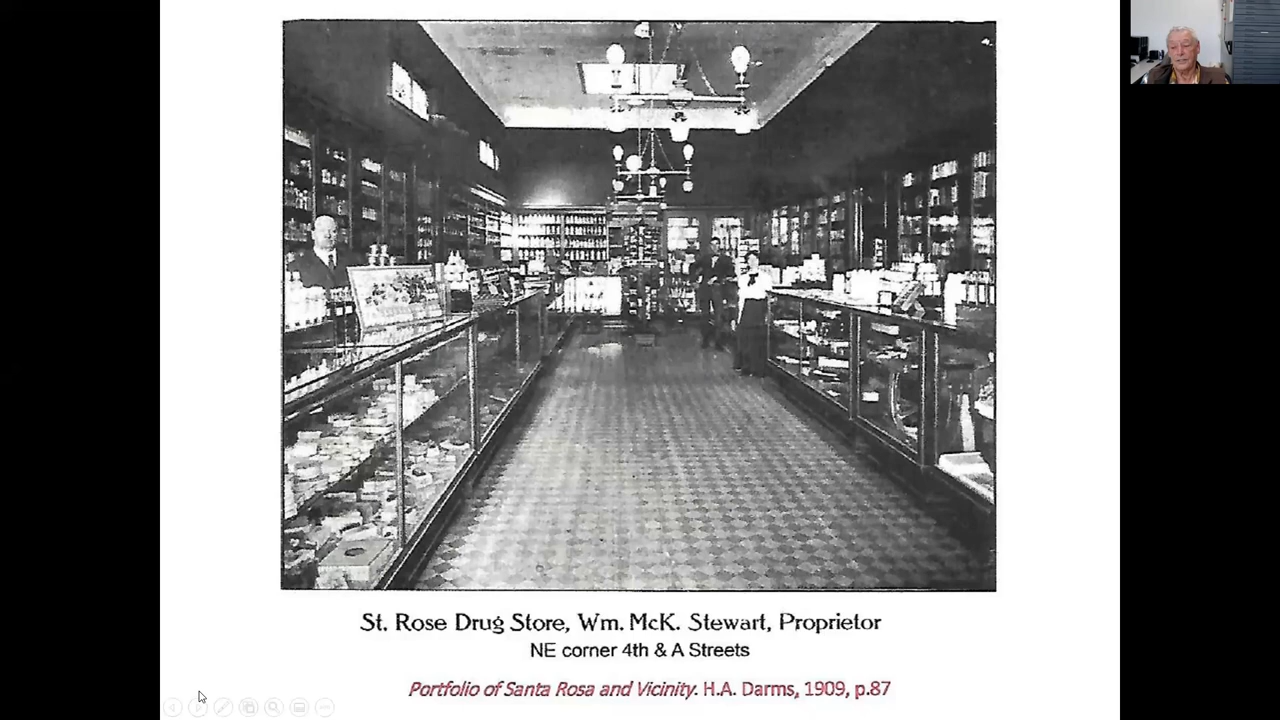 St. Rose Drug Store, Wm. McK. Stewart, Proprietor
NE corner 4th & A Streets
Portfolio of Santa Rosa and Vicinity. H.A. Darms, 1909, p.87